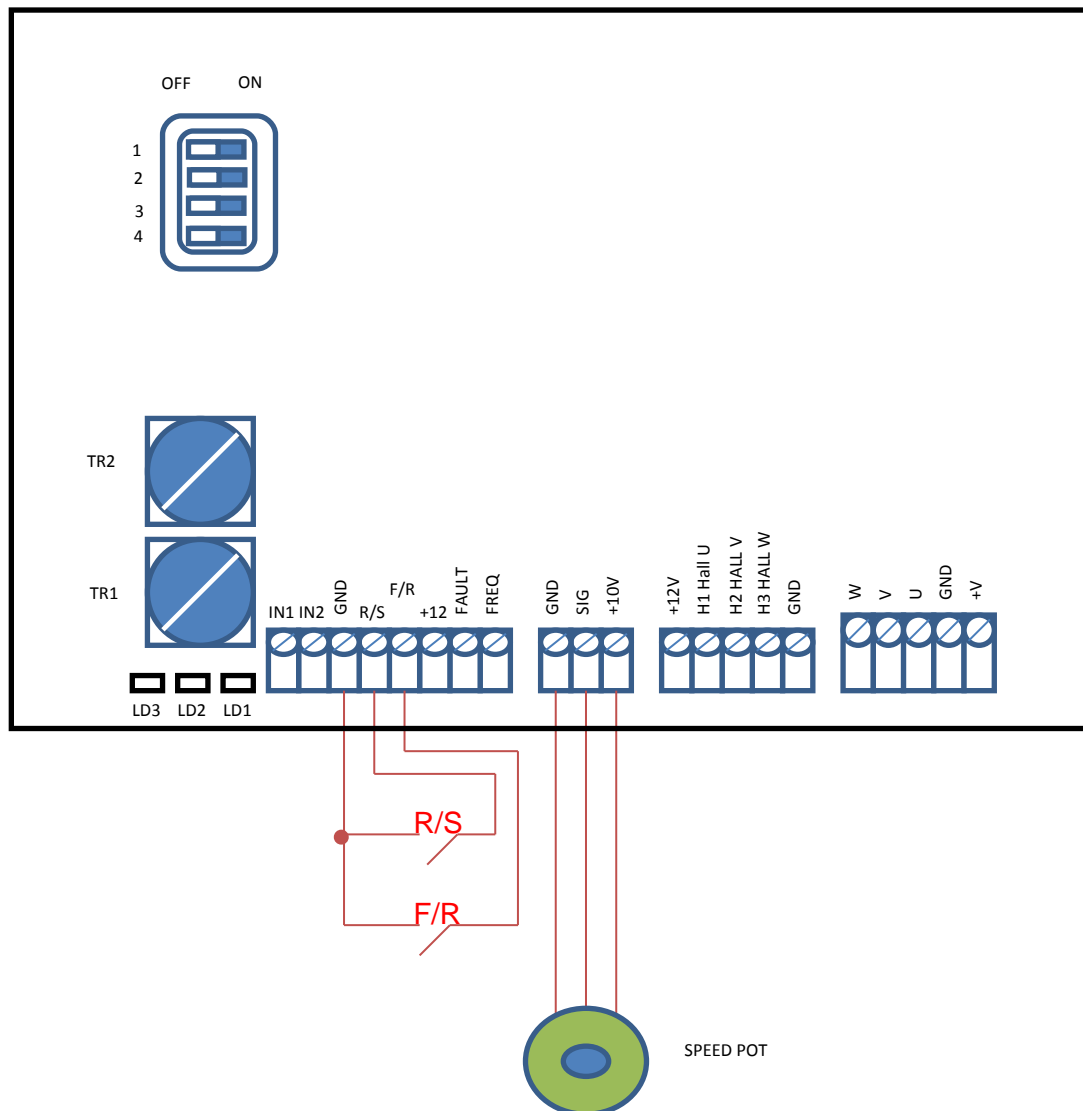 OFF ON
1
2
3
4
TR2
TR1
IN1 IN2 GND R/S F/R +12 FAULT FREQ
GND SIG +10V
+12V H1 Hall U H2 HALL V H3 HALL W GND
W V U GND +V
LD3 LD2 LD1
R/S
F/R
SPEED POT